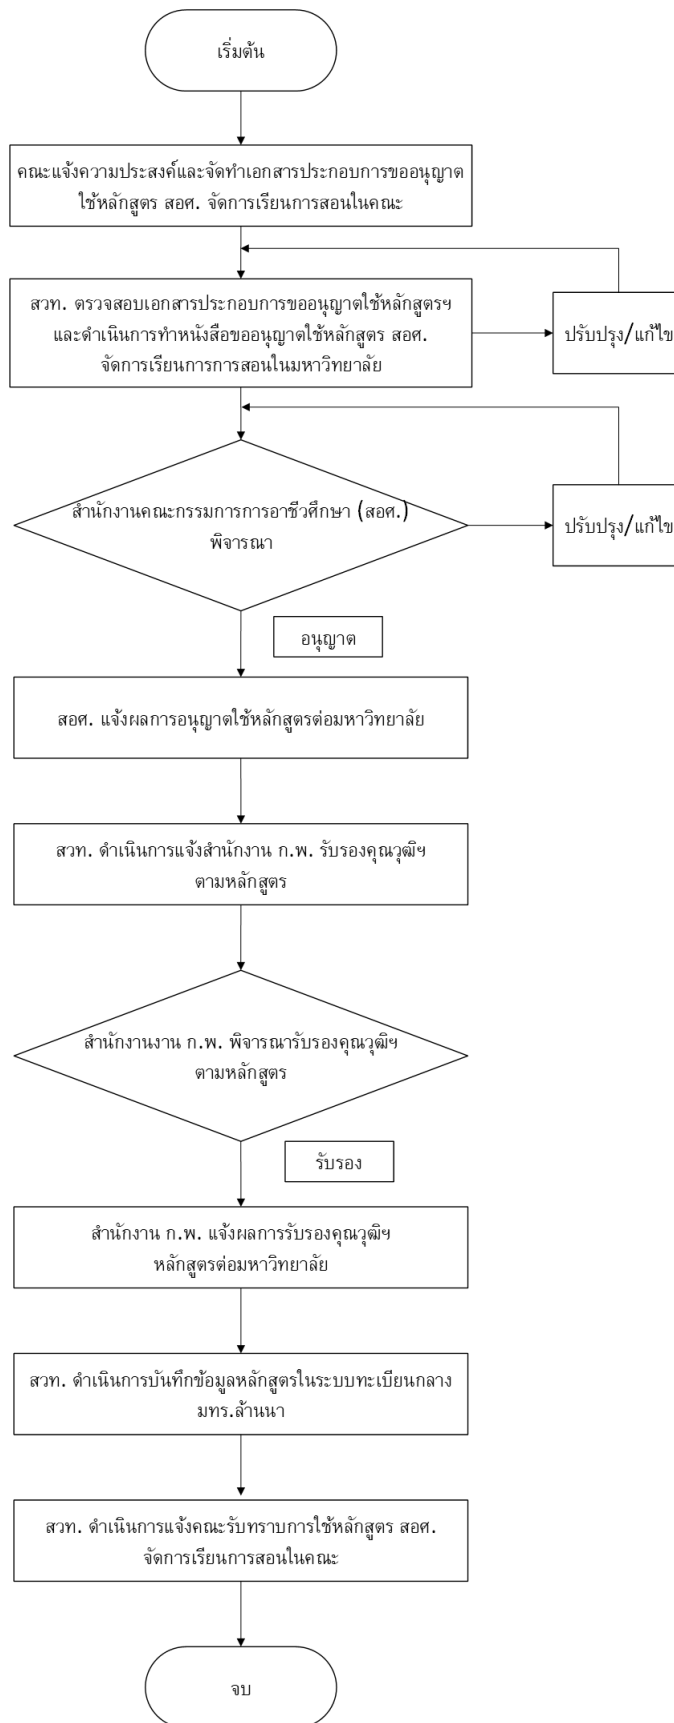 เริ่มต้น
คณะแจ้งความประสงค์และจัดทำเอกสารประกอบการขออนุญาต
ใช้หลักสูตร สอศ. จัดการเรียนการสอนในคณะ
สวท. ตรวจสอบเอกสารประกอบการขออนุญาตใช้หลักสูตรฯ
และดำเนินการทำหนังสือขออนุญาตใช้หลักสูตร สอศ.
จัดการเรียนการการสอนในมหาวิทยาลัย
ปรับปรุง/แก้ไข
สำนักงานคณะกรรมการการอาชีวศึกษา (สอศ.)
พิจารณา
ปรับปรุง/แก้ไข
อนุญาต
สอศ. แจ้งผลการอนุญาตใช้หลักสูตรต่อมหาวิทยาลัย
สวท. ดำเนินการแจ้งสำนักงาน ก.พ. รับรองคุณวุฒิฯ
ตามหลักสูตร
สำนักงานงาน ก.พ. พิจารณารับรองคุณวุฒิฯ
ตามหลักสูตร
รับรอง
สำนักงาน ก.พ. แจ้งผลการรับรองคุณวุฒิฯ
หลักสูตรต่อมหาวิทยาลัย
สวท. ดำเนินการบันทึกข้อมูลหลักสูตรในระบบทะเบียนกลาง
มทร.ล้านนา
สวท. ดำเนินการแจ้งคณะรับทราบการใช้หลักสูตร สอศ.
จัดการเรียนการสอนในคณะ
จบ